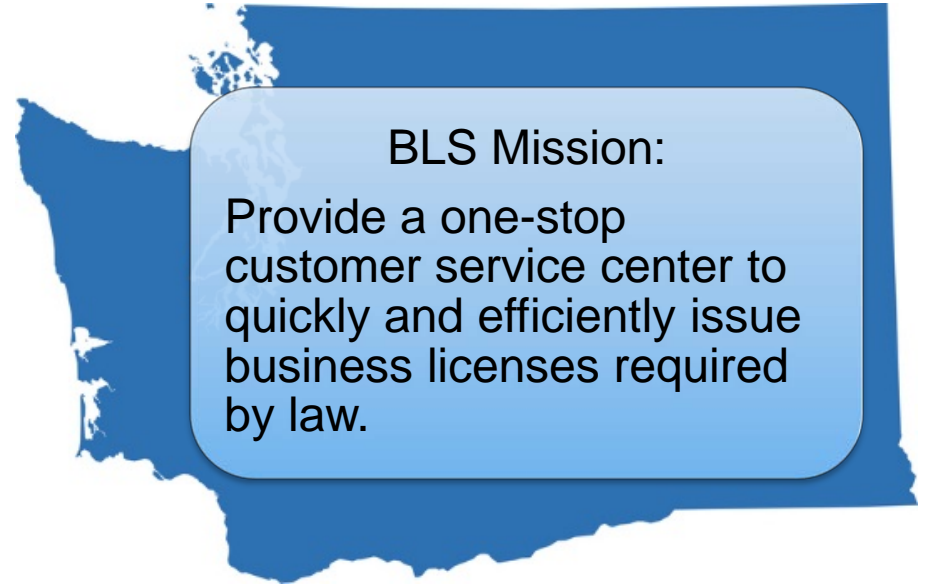 BLS Mission:
Provide a one-stop
customer service center to
quickly and efficiently issue
business licenses required
by law.